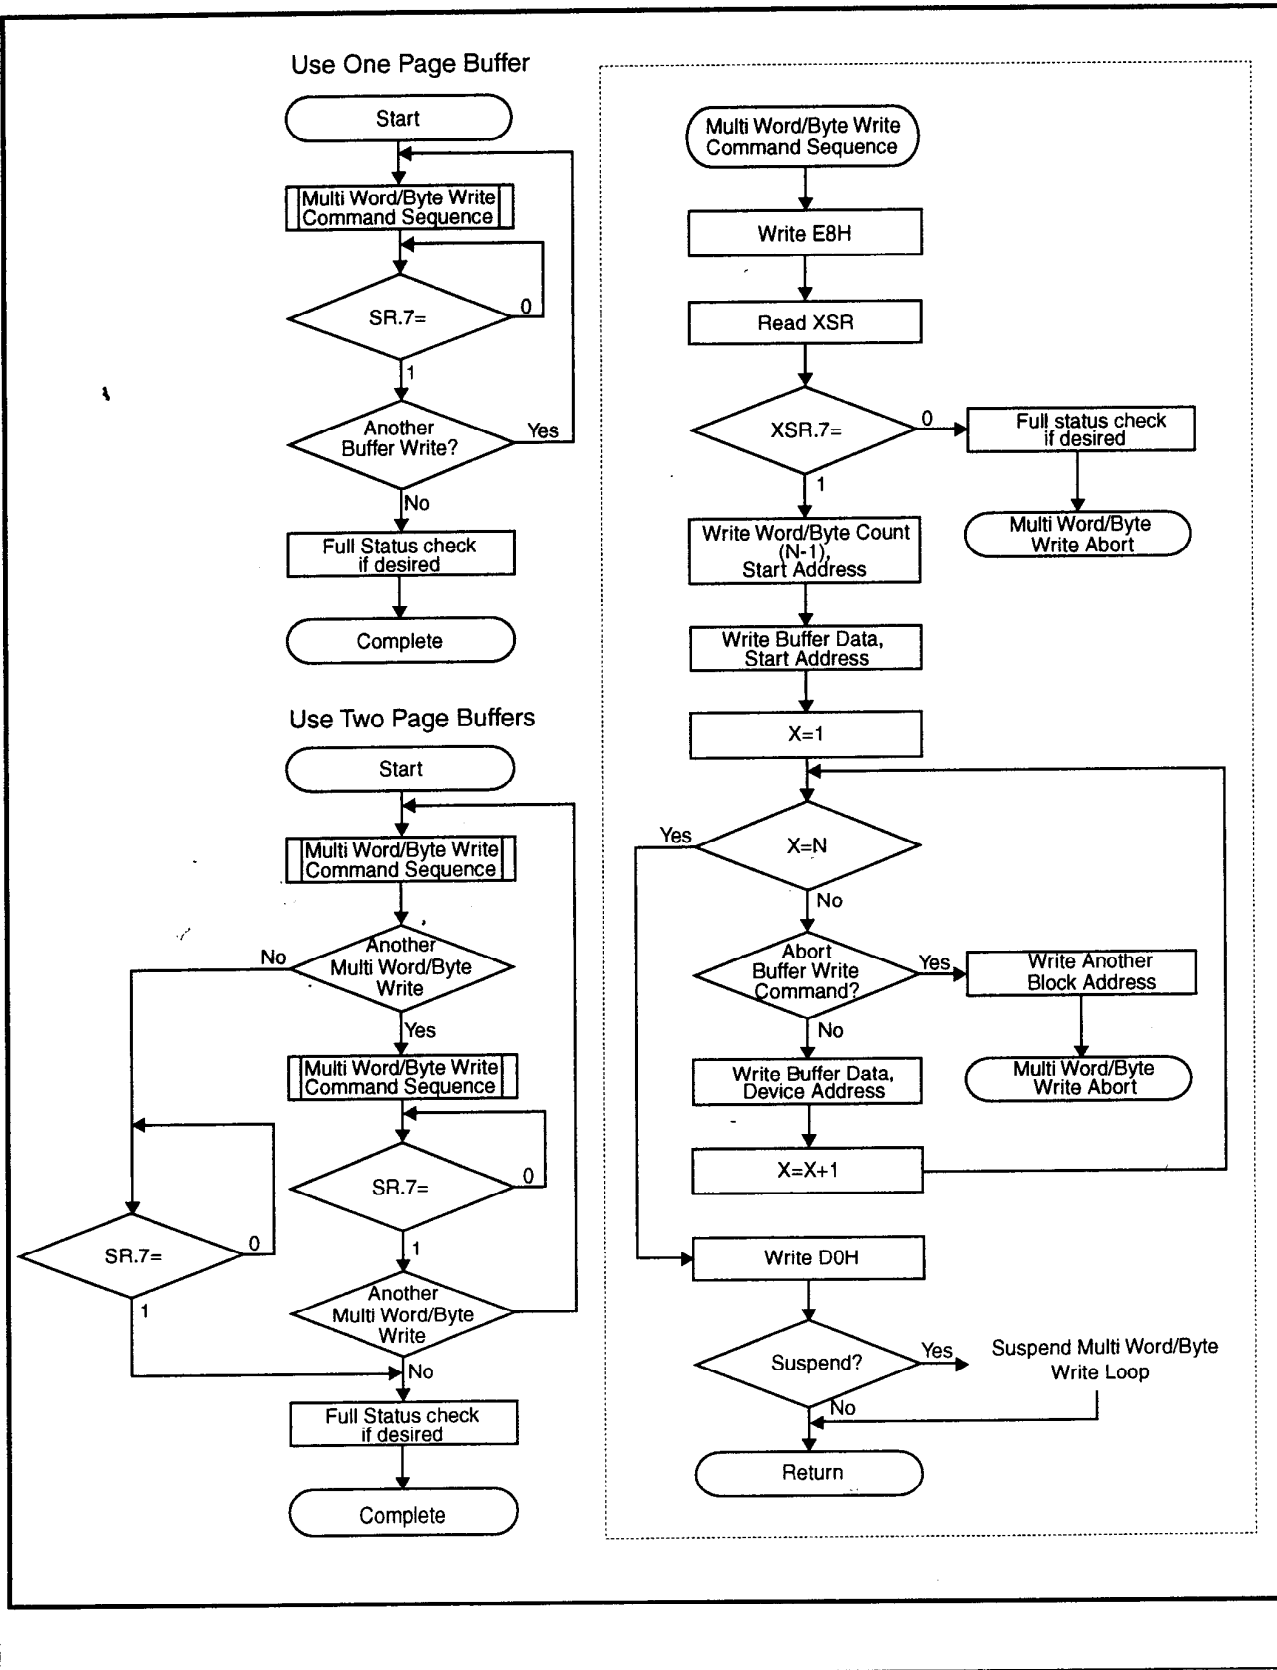 Use One Page Buffer
Start
Multi Word/Byte Write
Command Sequence
SR.7=
0
1
Another
Buffer Write?
Yes
No
Full Status check
if desired
Complete
Use Two Page Buffers
Start
Multi Word/Byte Write
Command Sequence
Another
Multi Word/Byte
Write
No
Yes
Multi Word/Byte Write
Command Sequence
SR.7=
0
1
SR.7=
0
1
Another
Multi Word/Byte
Write
No
Full Status check
if desired
Complete
Multi Word/Byte Write
Command Sequence
Write E8H
Read XSR
XSR.7=
0
Full status check
if desired
Multi Word/Byte
Write Abort
1
Write Word/Byte Count
(N-1),
Start Address
Write Buffer Data,
Start Address
X=1
X=N
Yes
No
Abort
Buffer Write
Command?
Yes
Write Another
Block Address
Multi Word/Byte
Write Abort
No
Write Buffer Data,
Device Address
X=X+1
Write D0H
Suspend?
Yes
Suspend Multi Word/Byte
Write Loop
No
Return